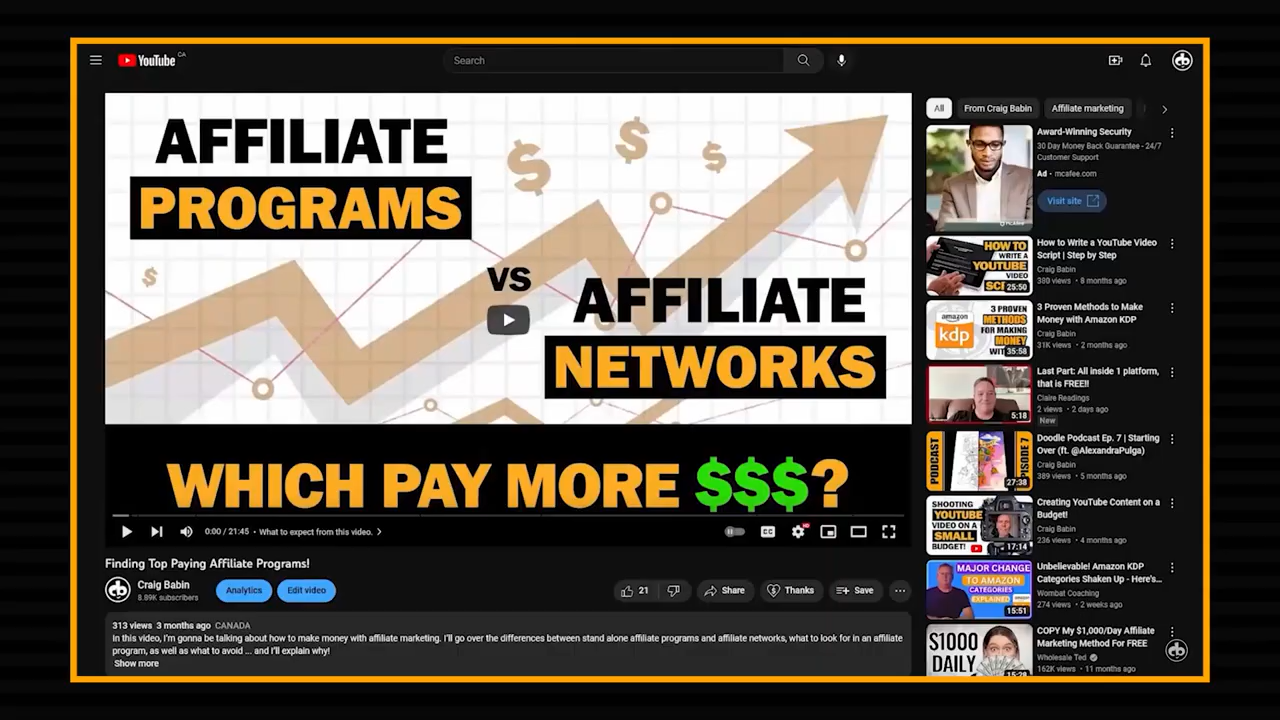 YouTube CA
Search
AFFILIATE
PROGRAMS
VS
AFFILIATE
NETWORKS
WHICH PAY MORE $$$?
0:00 / 21:45 • What to expect from this video. >
CC
HD
Finding Top Paying Affiliate Programs!
Craig Babin
8.89K subscribers
Analytics
Edit video
21
Share
Thanks
Save
313 views 3 months ago CANADA
In this video, I'm gonna be talking about how to make money with affiliate marketing. I'll go over the differences between stand alone affiliate programs and affiliate networks, what to look for in an affiliate
program, as well as what to avoid ... and I'll explain why!
Show more
All
From Craig Babin
Affiliate marketing
Award-Winning Security
30 Day Money Back Guarantee - 24/7
Customer Support
Ad • mcafee.com
Visit site
HOW TO
WRITE A
YOUTUBE
VIDEO
25:50
How to Write a YouTube Video
Script | Step by Step
Craig Babin
380 views • 8 months ago
amazon
kdp
3 PROVEN
METHODS
FOR MAKING
MONEY
35:58
3 Proven Methods to Make
Money with Amazon KDP
Craig Babin
31K views • 2 months ago
5:18
Last Part: All inside 1 platform,
that is FREE!!
Claire Readings
2 views • 2 days ago
New
PODCAST
EPISODE 7
27:38
Doodle Podcast Ep. 7 | Starting
Over (ft. @AlexandraPulga)
Craig Babin
389 views • 5 months ago
SHOOTING
YOUTUBE
VIDEO ON A
SMALL
BUDGET!
17:14
Creating YouTube Content on a
Budget!
Craig Babin
236 views • 4 months ago
MAJOR CHANGE
TO AMAZON
CATEGORIES
EXPLAINED
15:51
Unbelievable! Amazon KDP
Categories Shaken Up - Here's...
Wombat Coaching
274 views • 2 weeks ago
$1000
DAILY
15:28
COPY My $1,000/Day Affiliate
Marketing Method For FREE
Wholesale Ted
162K views • 11 months ago